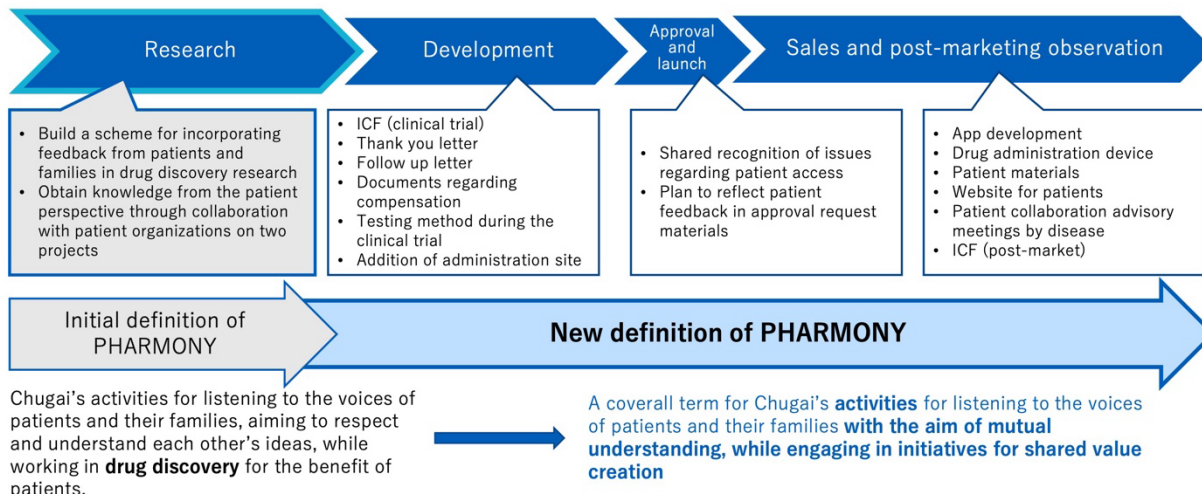 Research
Development
Approval
and
launch
Sales and post-marketing observation
• Build a scheme for incorporating
feedback from patients and
families in drug discovery research
• Obtain knowledge from the patient
perspective through collaboration
with patient organizations on two
projects
• ICF (clinical trial)
• Thank you letter
• Follow up letter
• Documents regarding
compensation
• Testing method during the
clinical trial
• Addition of administration site
• Shared recognition of issues
regarding patient access
• Plan to reflect patient
feedback in approval request
materials
• App development
• Drug administration device
• Patient materials
• Website for patients
• Patient collaboration advisory
meetings by disease
• ICF (post-market)
Initial definition of
PHARMONY
New definition of PHARMONY
Chugai's activities for listening to the voices of
patients and their families, aiming to respect
and understand each other's ideas, while
working in drug discovery for the benefit of
patients.
A coverall term for Chugai's activities for listening to the voices
of patients and their families with the aim of mutual
understanding, while engaging in initiatives for shared value
creation